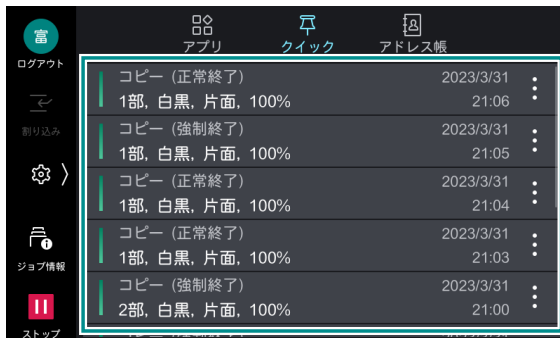 富
ログアウト
割り込み
ジョブ情報
ストップ
アプリ
クイック
アドレス帳
コピー (正常終了) 2023/3/31
1部, 白黒, 片面, 100% 21:06
コピー (強制終了) 2023/3/31
1部, 白黒, 片面, 100% 21:05
コピー (正常終了) 2023/3/31
1部, 白黒, 片面, 100% 21:04
コピー (正常終了) 2023/3/31
1部, 白黒, 片面, 100% 21:03
コピー (強制終了) 2023/3/31
2部, 白黒, 片面, 100% 21:00